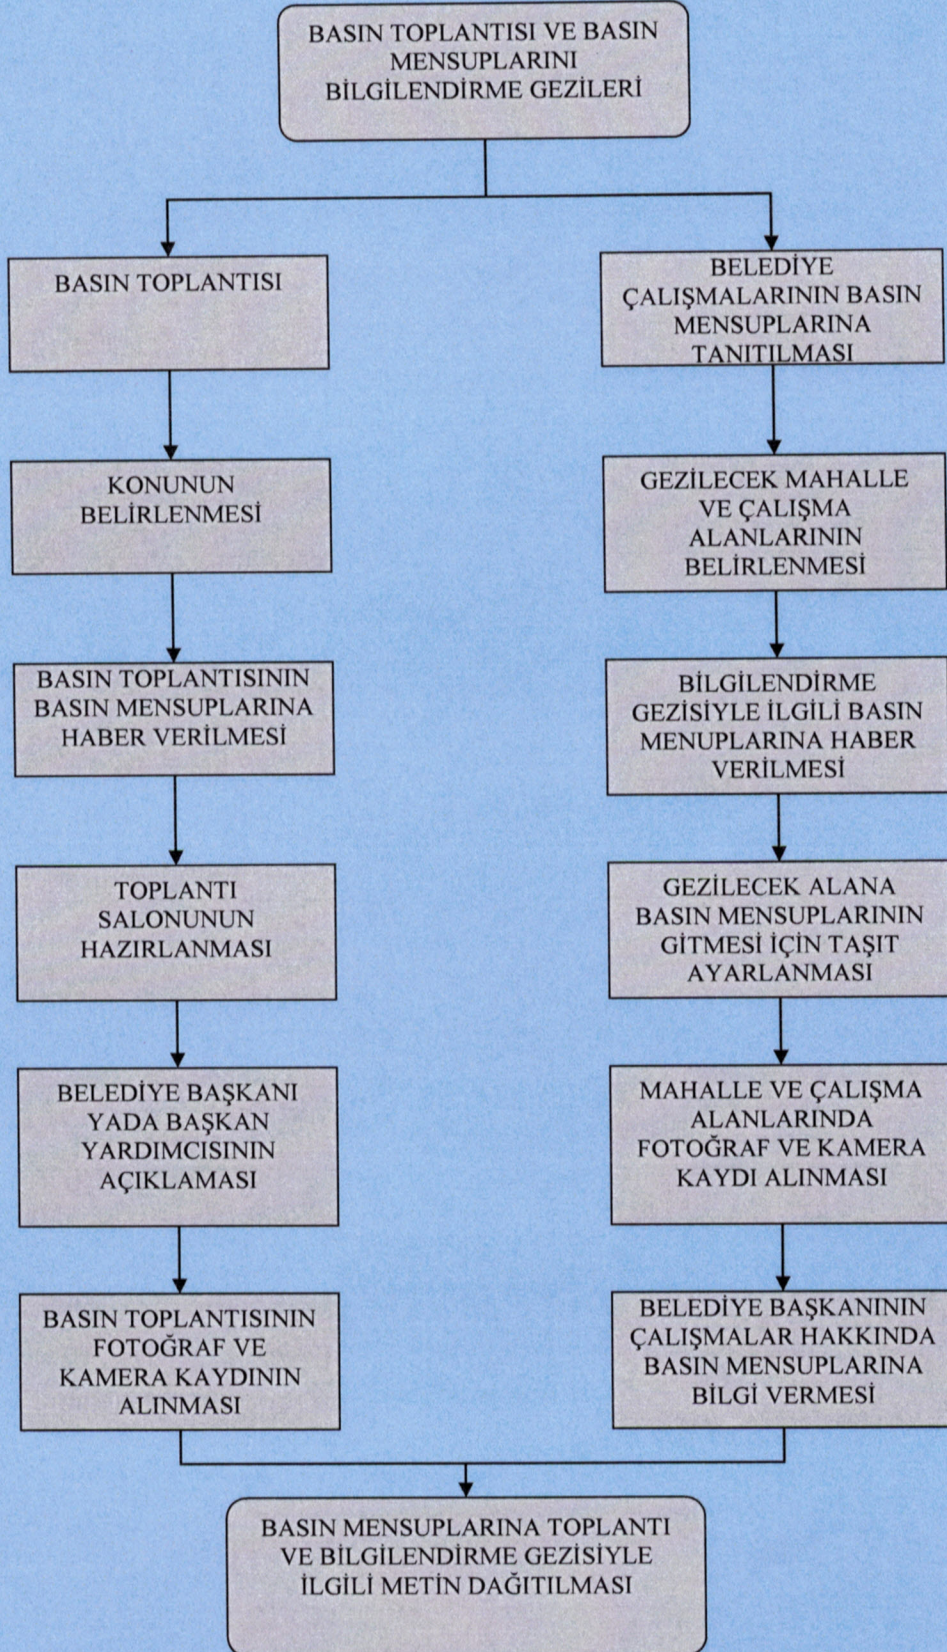 BASIN TOPLANTISI VE BASIN
MENSUPLARINI
BİLGİLENDİRME GEZİLERİ
BASIN TOPLANTISI
KONUNUN
BELİRLENMESİ
BASIN TOPLANTISININ
BASIN MENSUPLARINA
HABER VERİLMESİ
TOPLANTI
SALONUNUN
HAZIRLANMASI
BELEDİYE BAŞKANI
YADA BAŞKAN
YARDIMCISININ
AÇIKLAMASI
BASIN TOPLANTISININ
FOTOĞRAF VE
KAMERA KAYDININ
ALINMASI
BELEDİYE
ÇALIŞMALARININ BASIN
MENSUPLARINA
TANITILMASI
GEZİLECEK MAHALLE
VE ÇALIŞMA
ALANLARININ
BELİRLENMESİ
BİLGİLENDİRME
GEZİSİYLE İLGİLİ BASIN
MENUPLARINA HABER
VERİLMESİ
GEZİLECEK ALANA
BASIN MENSUPLARININ
GİTMESİ İÇİN TAŞIT
AYARLANMASI
MAHALLE VE ÇALIŞMA
ALANLARINDA
FOTOĞRAF VE KAMERA
KAYDI ALINMASI
BELEDİYE BAŞKANININ
ÇALIŞMALAR HAKKINDA
BASIN MENSUPLARINA
BİLGİ VERMESİ
BASIN MENSUPLARINA TOPLANTI
VE BİLGİLENDİRME GEZİSİYLE
İLGİLİ METİN DAĞITILMASI